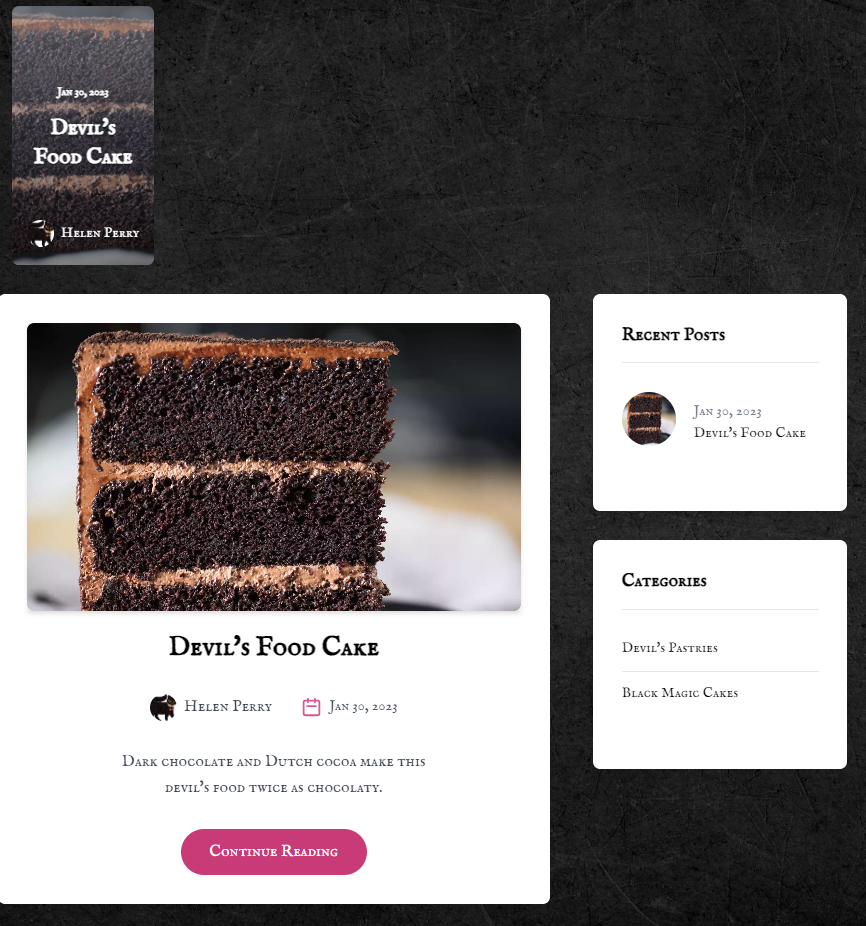 Jan 30, 2023
Devil's
Food Cake
Helen Perry
Devil's Food Cake
Helen Perry
Jan 30, 2023
Dark chocolate and Dutch cocoa make this
devil's food twice as chocolaty.
Continue Reading
Recent Posts
Jan 30, 2023
Devil's Food Cake
Categories
Devil's Pastries
Black Magic Cakes